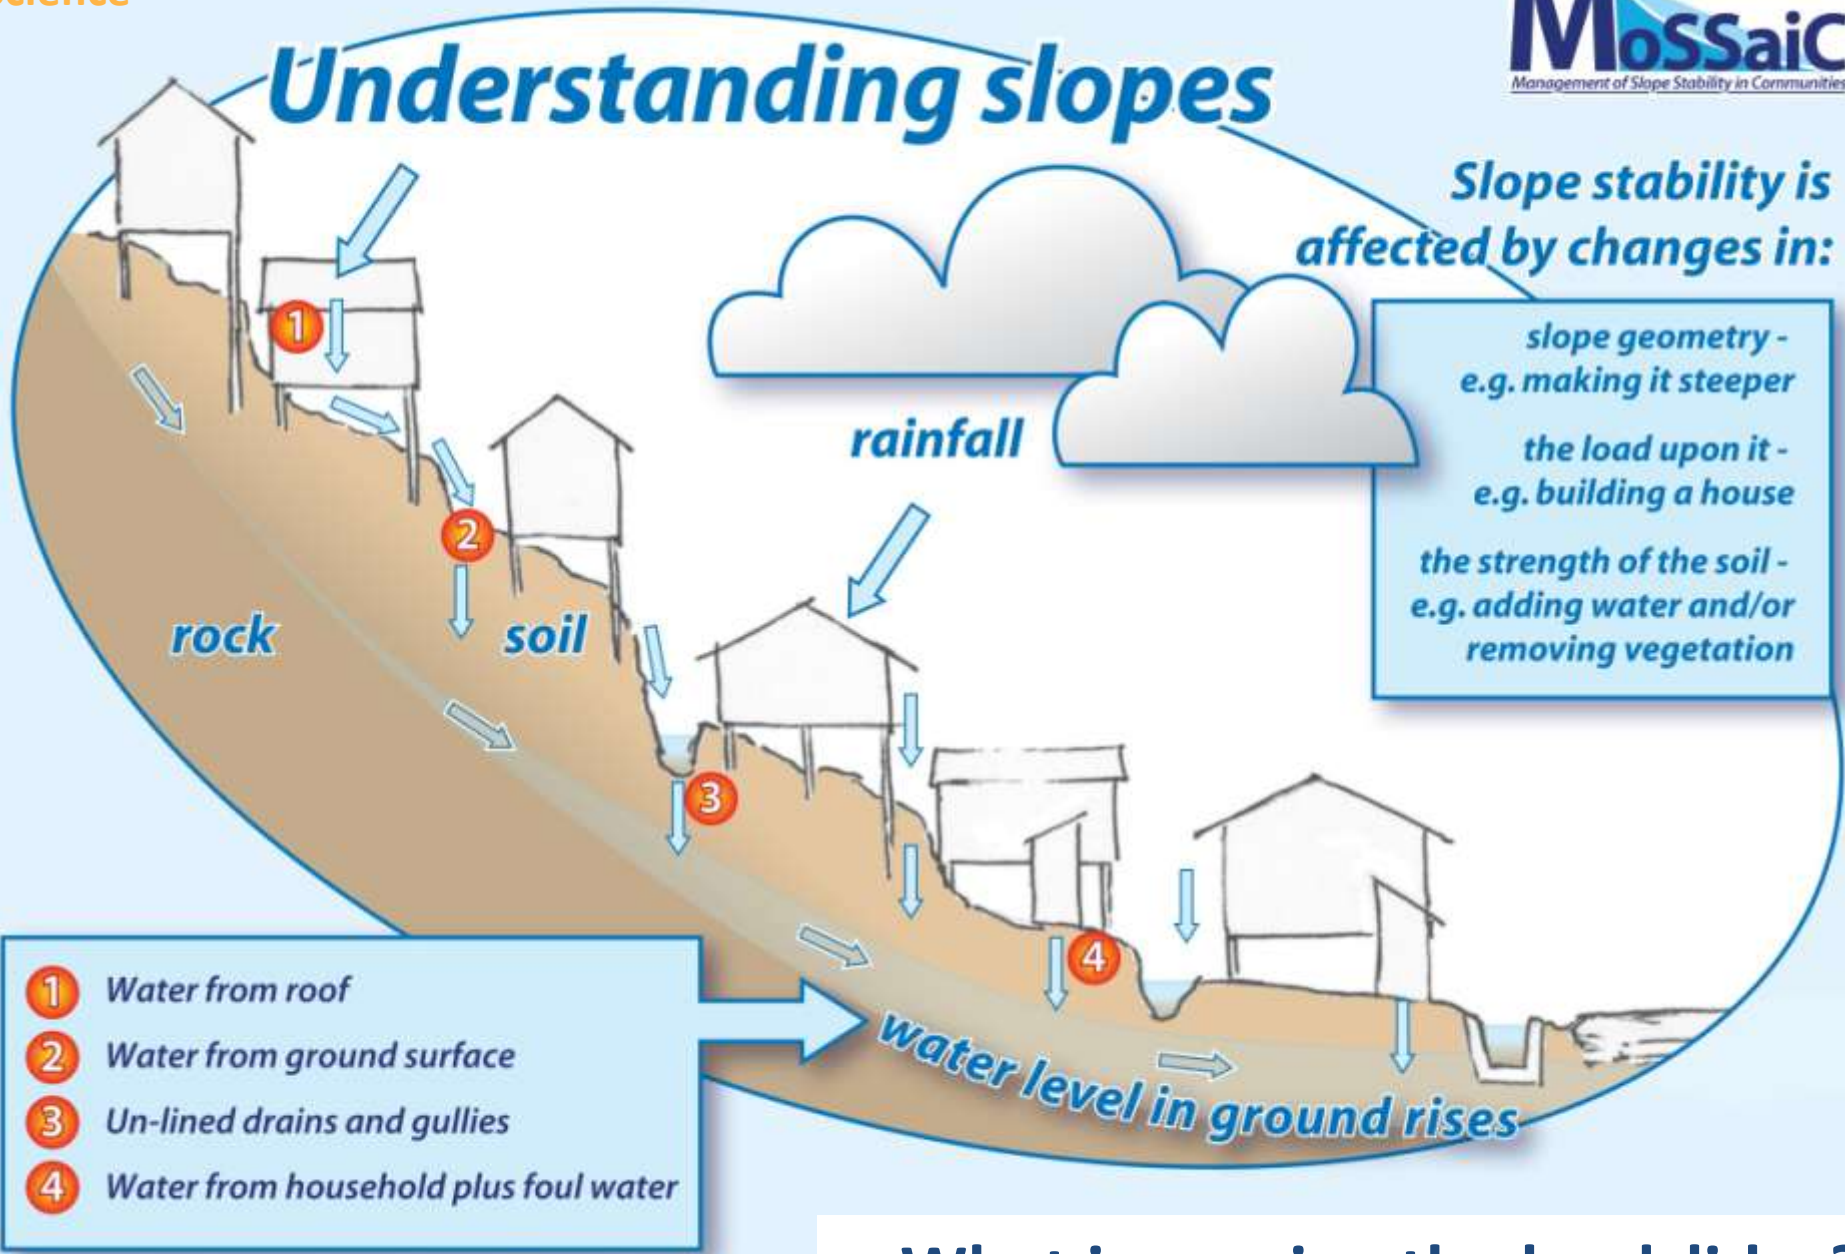 Understanding slopes
MoSSaiC
Management of Slope Stability in Communities
Slope stability is
affected by changes in:
slope geometry -
e.g. making it steeper
the load upon it -
e.g. building a house
the strength of the soil -
e.g. adding water and/or
removing vegetation
1
rainfall
2
rock
soil
3
4
1 Water from roof
2 Water from ground surface
3 Un-lined drains and gullies
4 Water from household plus foul water
water level in ground rises